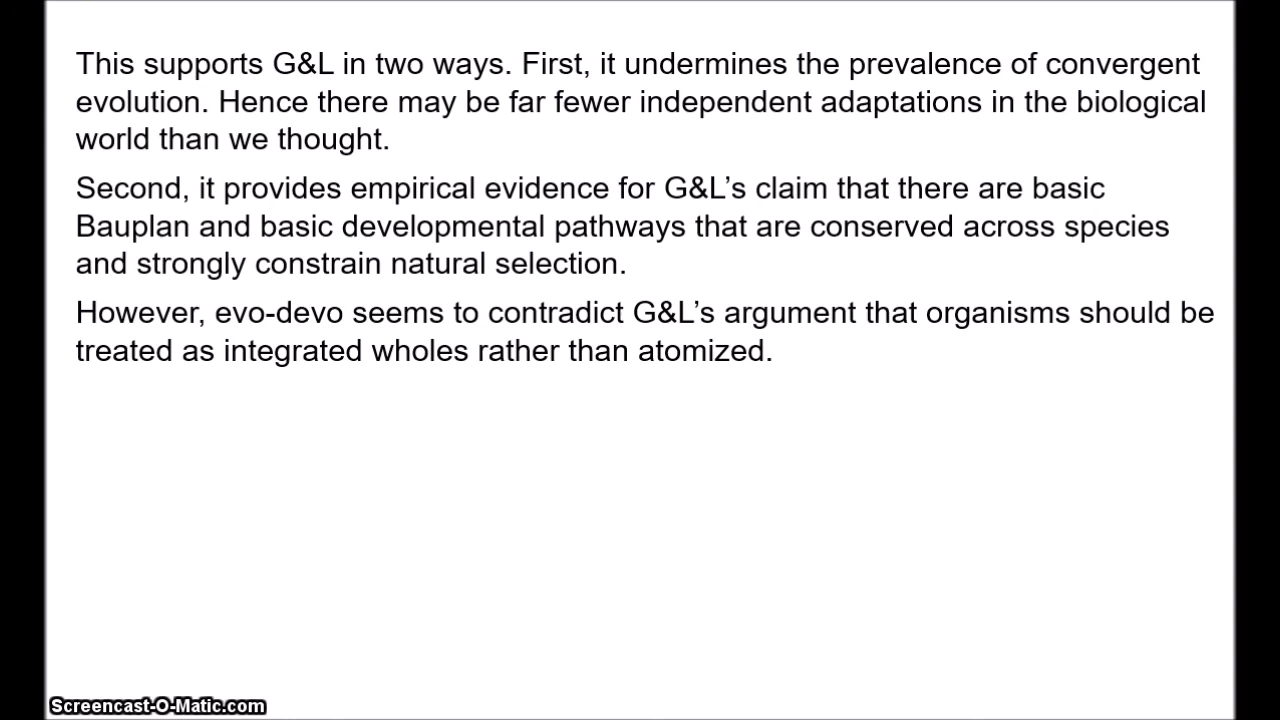 This supports G&L in two ways. First, it undermines the prevalence of convergent
evolution. Hence there may be far fewer independent adaptations in the biological
world than we thought.
Second, it provides empirical evidence for G&L’s claim that there are basic
Bauplan and basic developmental pathways that are conserved across species
and strongly constrain natural selection.
However, evo-devo seems to contradict G&L’s argument that organisms should be
treated as integrated wholes rather than atomized.
Screencast-O-Matic.com